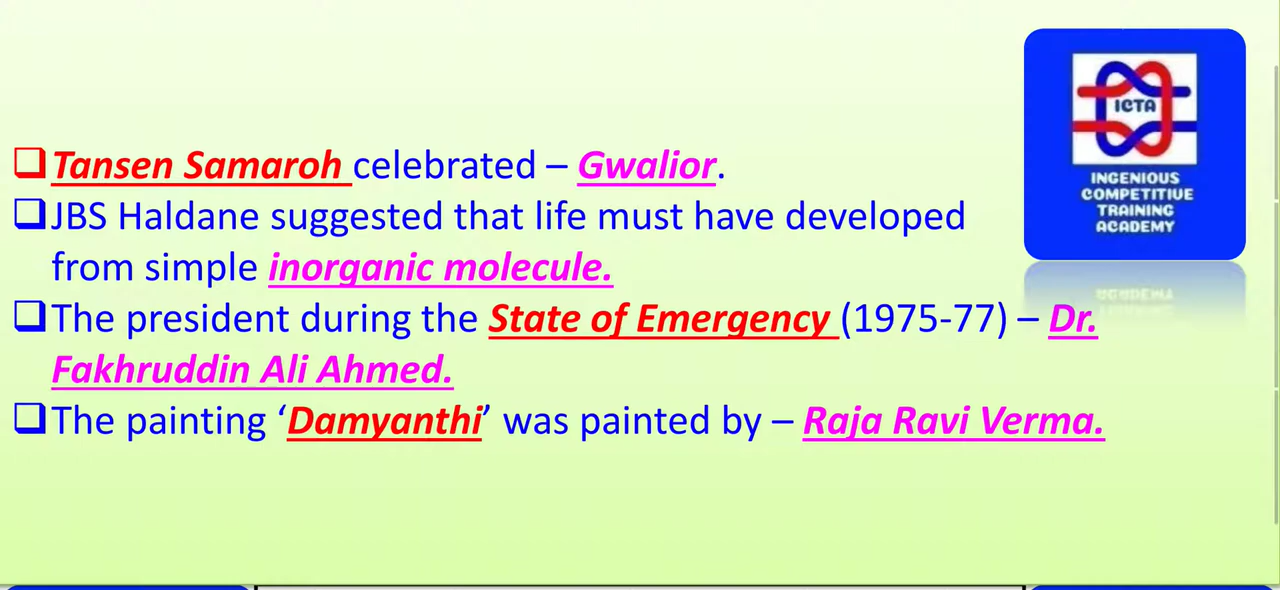 ❑Tansen Samaroh celebrated – Gwalior.
❑JBS Haldane suggested that life must have developed
from simple inorganic molecule.
❑The president during the State of Emergency (1975-77) – Dr.
Fakhruddin Ali Ahmed.
❑The painting ‘Damyanthi’ was painted by – Raja Ravi Verma.
ICTA
INGENIOUS
COMPETITIVE
TRAINING
ACADEMY